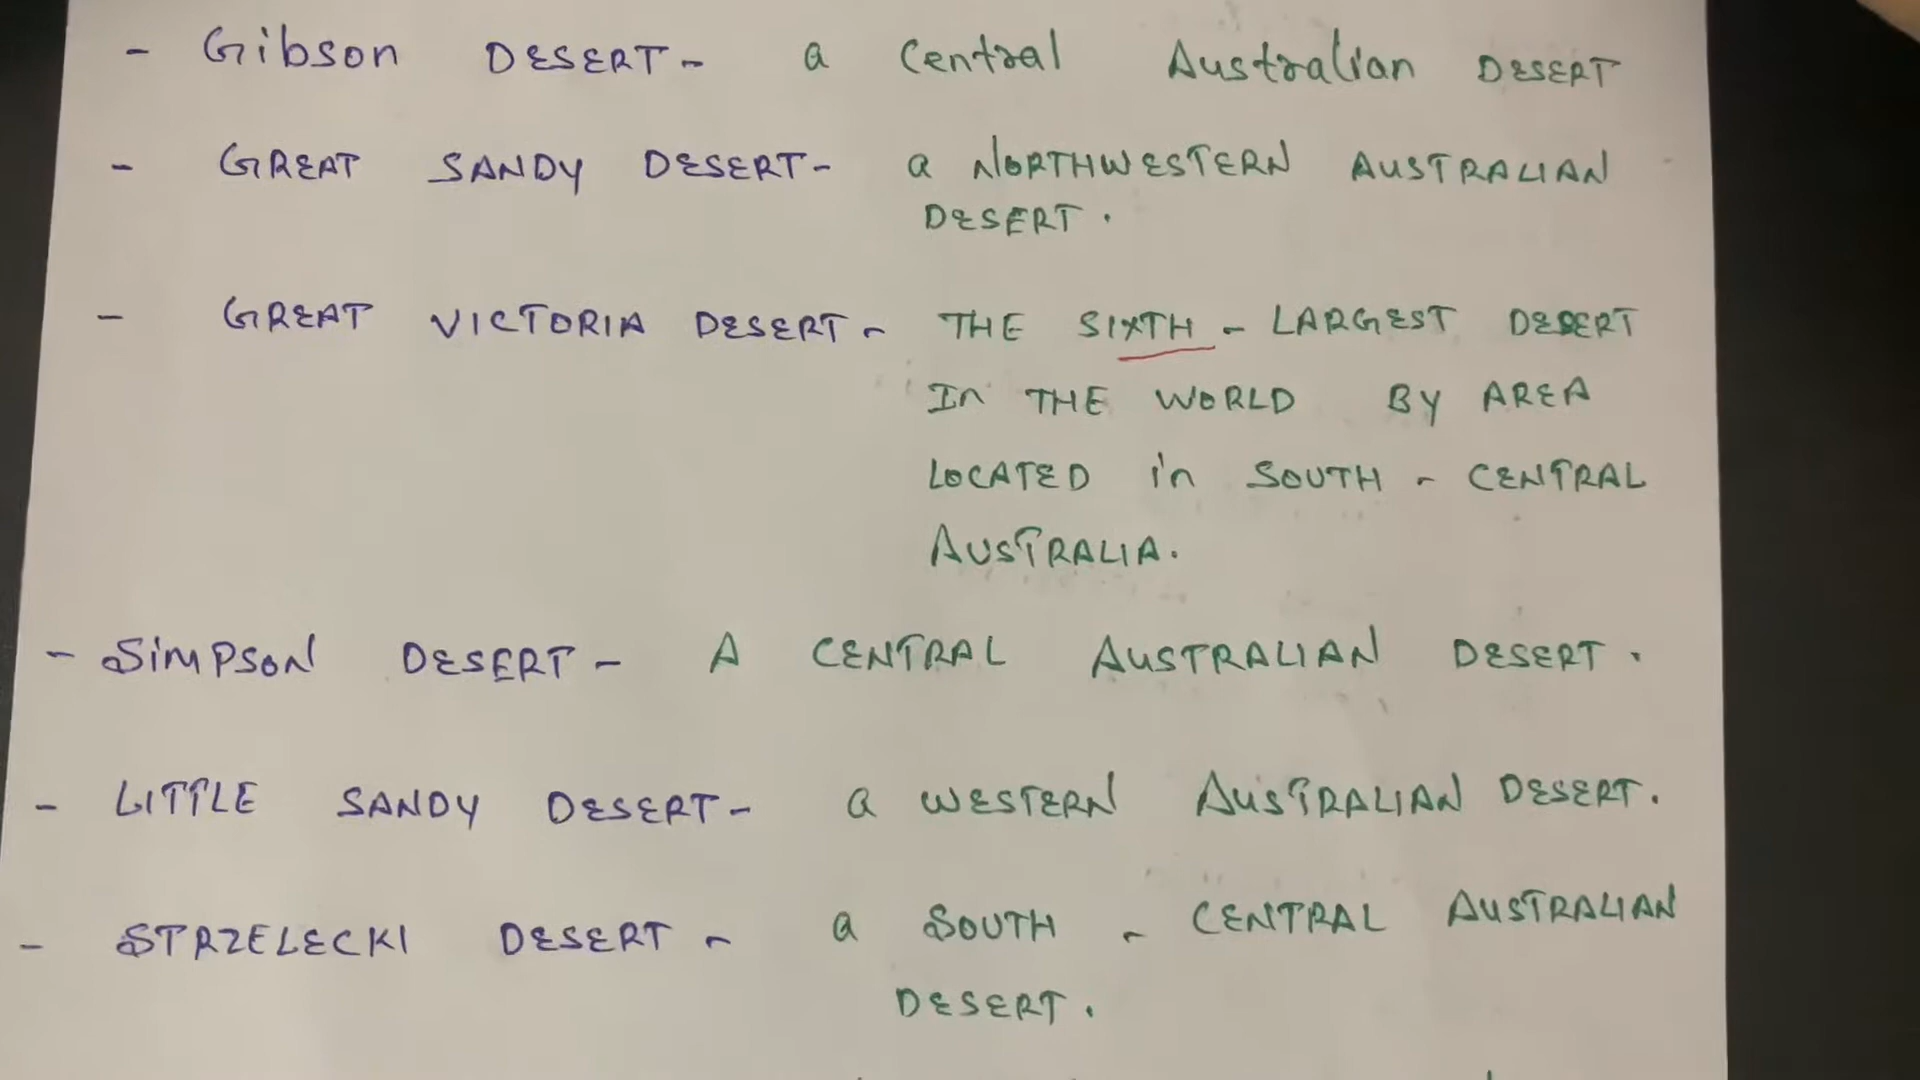 - Gibson DESERT - a Central Australian DESERT
- GREAT SANDY DESERT - a NORTHWESTERN AUSTRALIAN
DESERT.
- GREAT VICTORIA DESERT - THE SIXTH - LARGEST DESERT
In THE WORLD BY AREA
LOCATED in SOUTH - CENTRAL
AUSTRALIA.
- SiMPSON DESERT - A CENTRAL AUSTRALIAN DESERT.
- LITTLE SANDY DESERT - a WESTERN AUSTRALIAN DESERT.
- STRZELECKI DESERT - a SOUTH - CENTRAL AUSTRALIAN
DESERT.